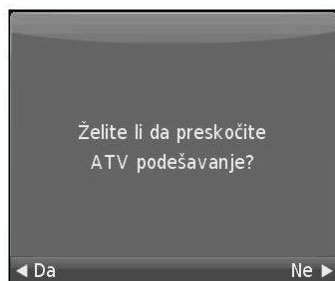 Želite li da preskočite
ATV podešavanje?
◀ Da
Ne ▶